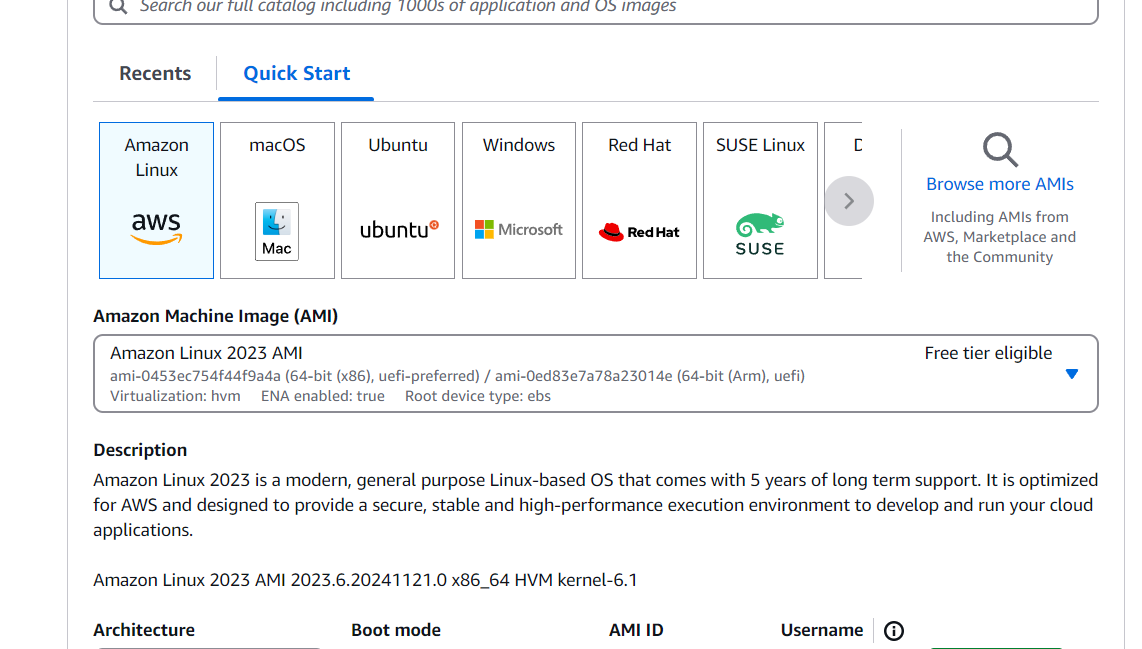 Search our full catalog including 1000s of application and OS images
Recents
Quick Start
Amazon
Linux
aws
macOS
Mac
Ubuntu
ubuntu
Windows
Microsoft
Red Hat
Red Hat
SUSE Linux
SUSE
D
Browse more AMIs
Including AMIs from
AWS, Marketplace and
the Community
Amazon Machine Image (AMI)
Amazon Linux 2023 AMI
Free tier eligible
ami-0453ec754f44f9a4a (64-bit (x86), uefi-preferred) / ami-0ed83e7a78a23014e (64-bit (Arm), uefi)
Virtualization: hvm ENA enabled: true Root device type: ebs
Description
Amazon Linux 2023 is a modern, general purpose Linux-based OS that comes with 5 years of long term support. It is optimized
for AWS and designed to provide a secure, stable and high-performance execution environment to develop and run your cloud
applications.
Amazon Linux 2023 AMI 2023.6.20241121.0 x86_64 HVM kernel-6.1
Architecture
Boot mode
AMI ID
Username